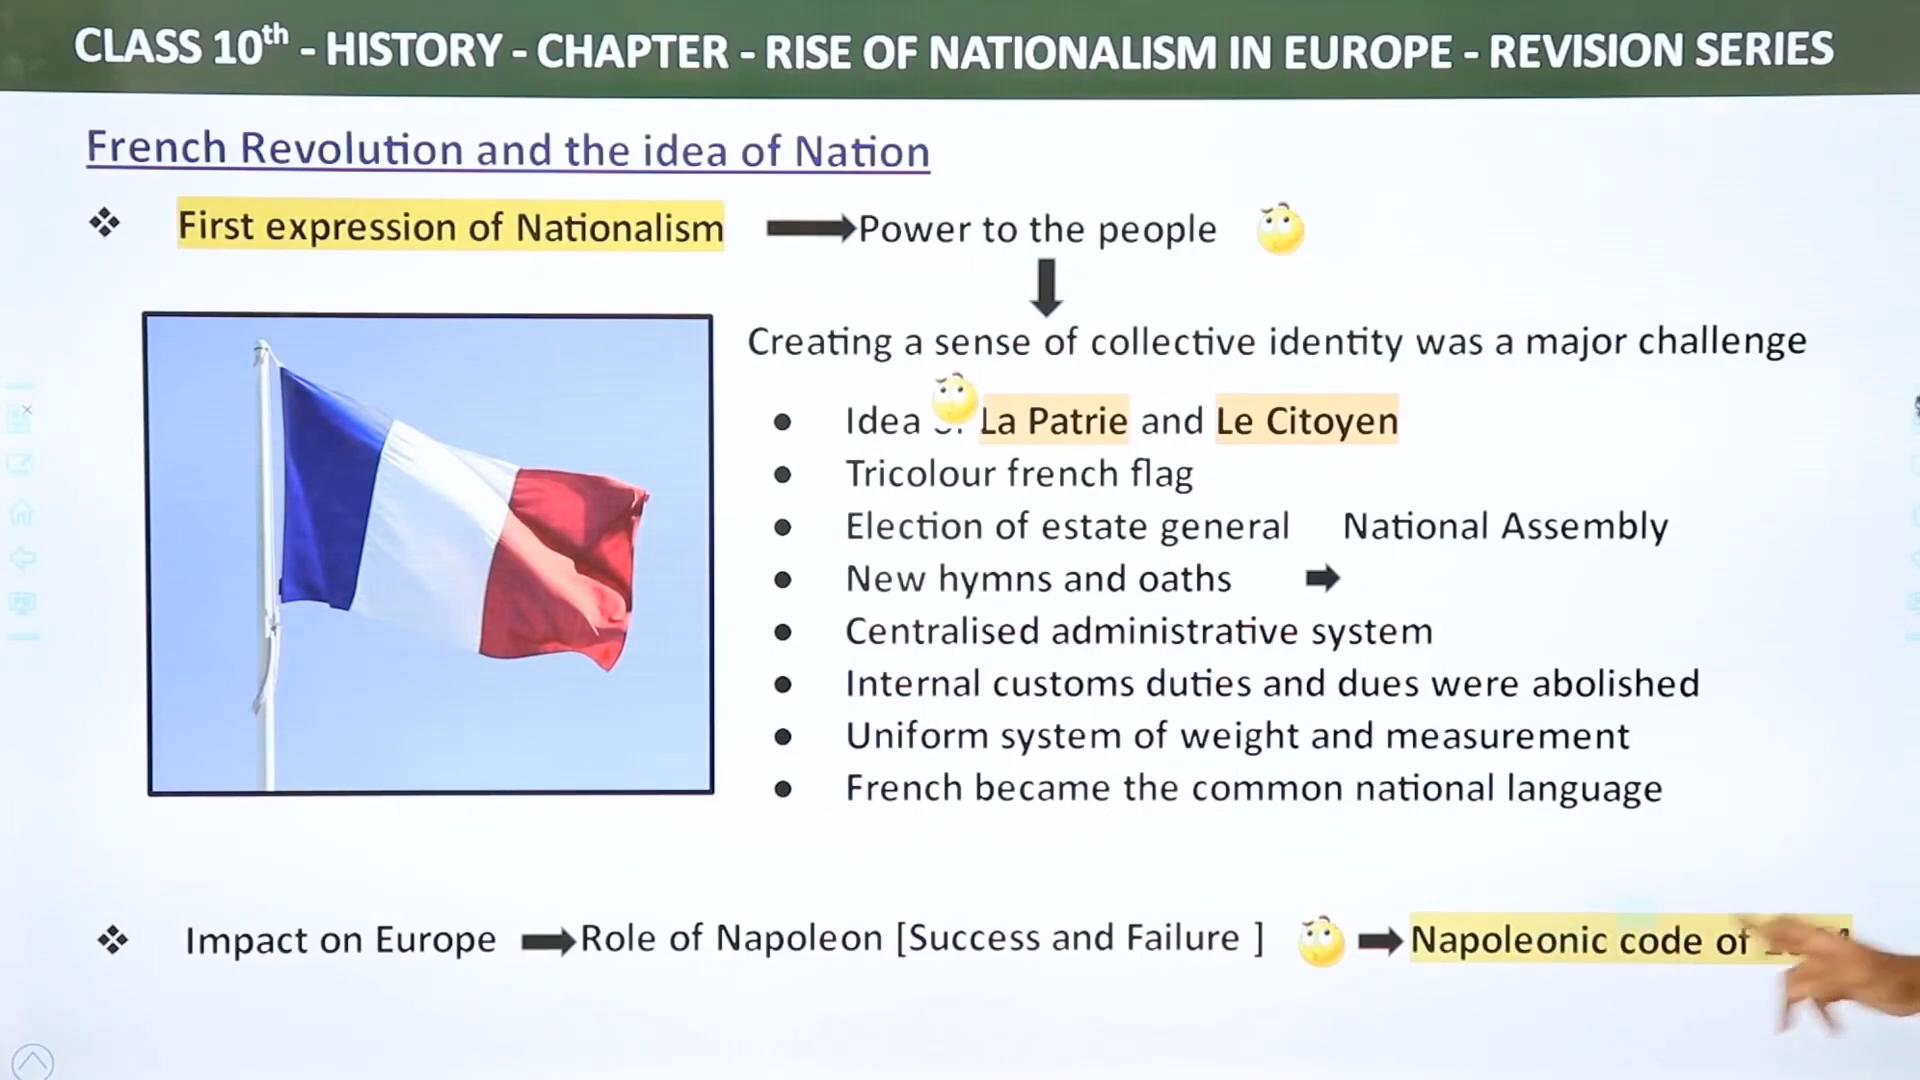 CLASS 10th - HISTORY - CHAPTER - RISE OF NATIONALISM IN EUROPE - REVISION SERIES
French Revolution and the idea of Nation
❖ First expression of Nationalism → Power to the people
Creating a sense of collective identity was a major challenge
• Idea La Patrie and Le Citoyen
• Tricolour french flag
• Election of estate general National Assembly
• New hymns and oaths
• Centralised administrative system
• Internal customs duties and dues were abolished
• Uniform system of weight and measurement
• French became the common national language
❖ Impact on Europe → Role of Napoleon [Success and Failure ] → Napoleonic code of